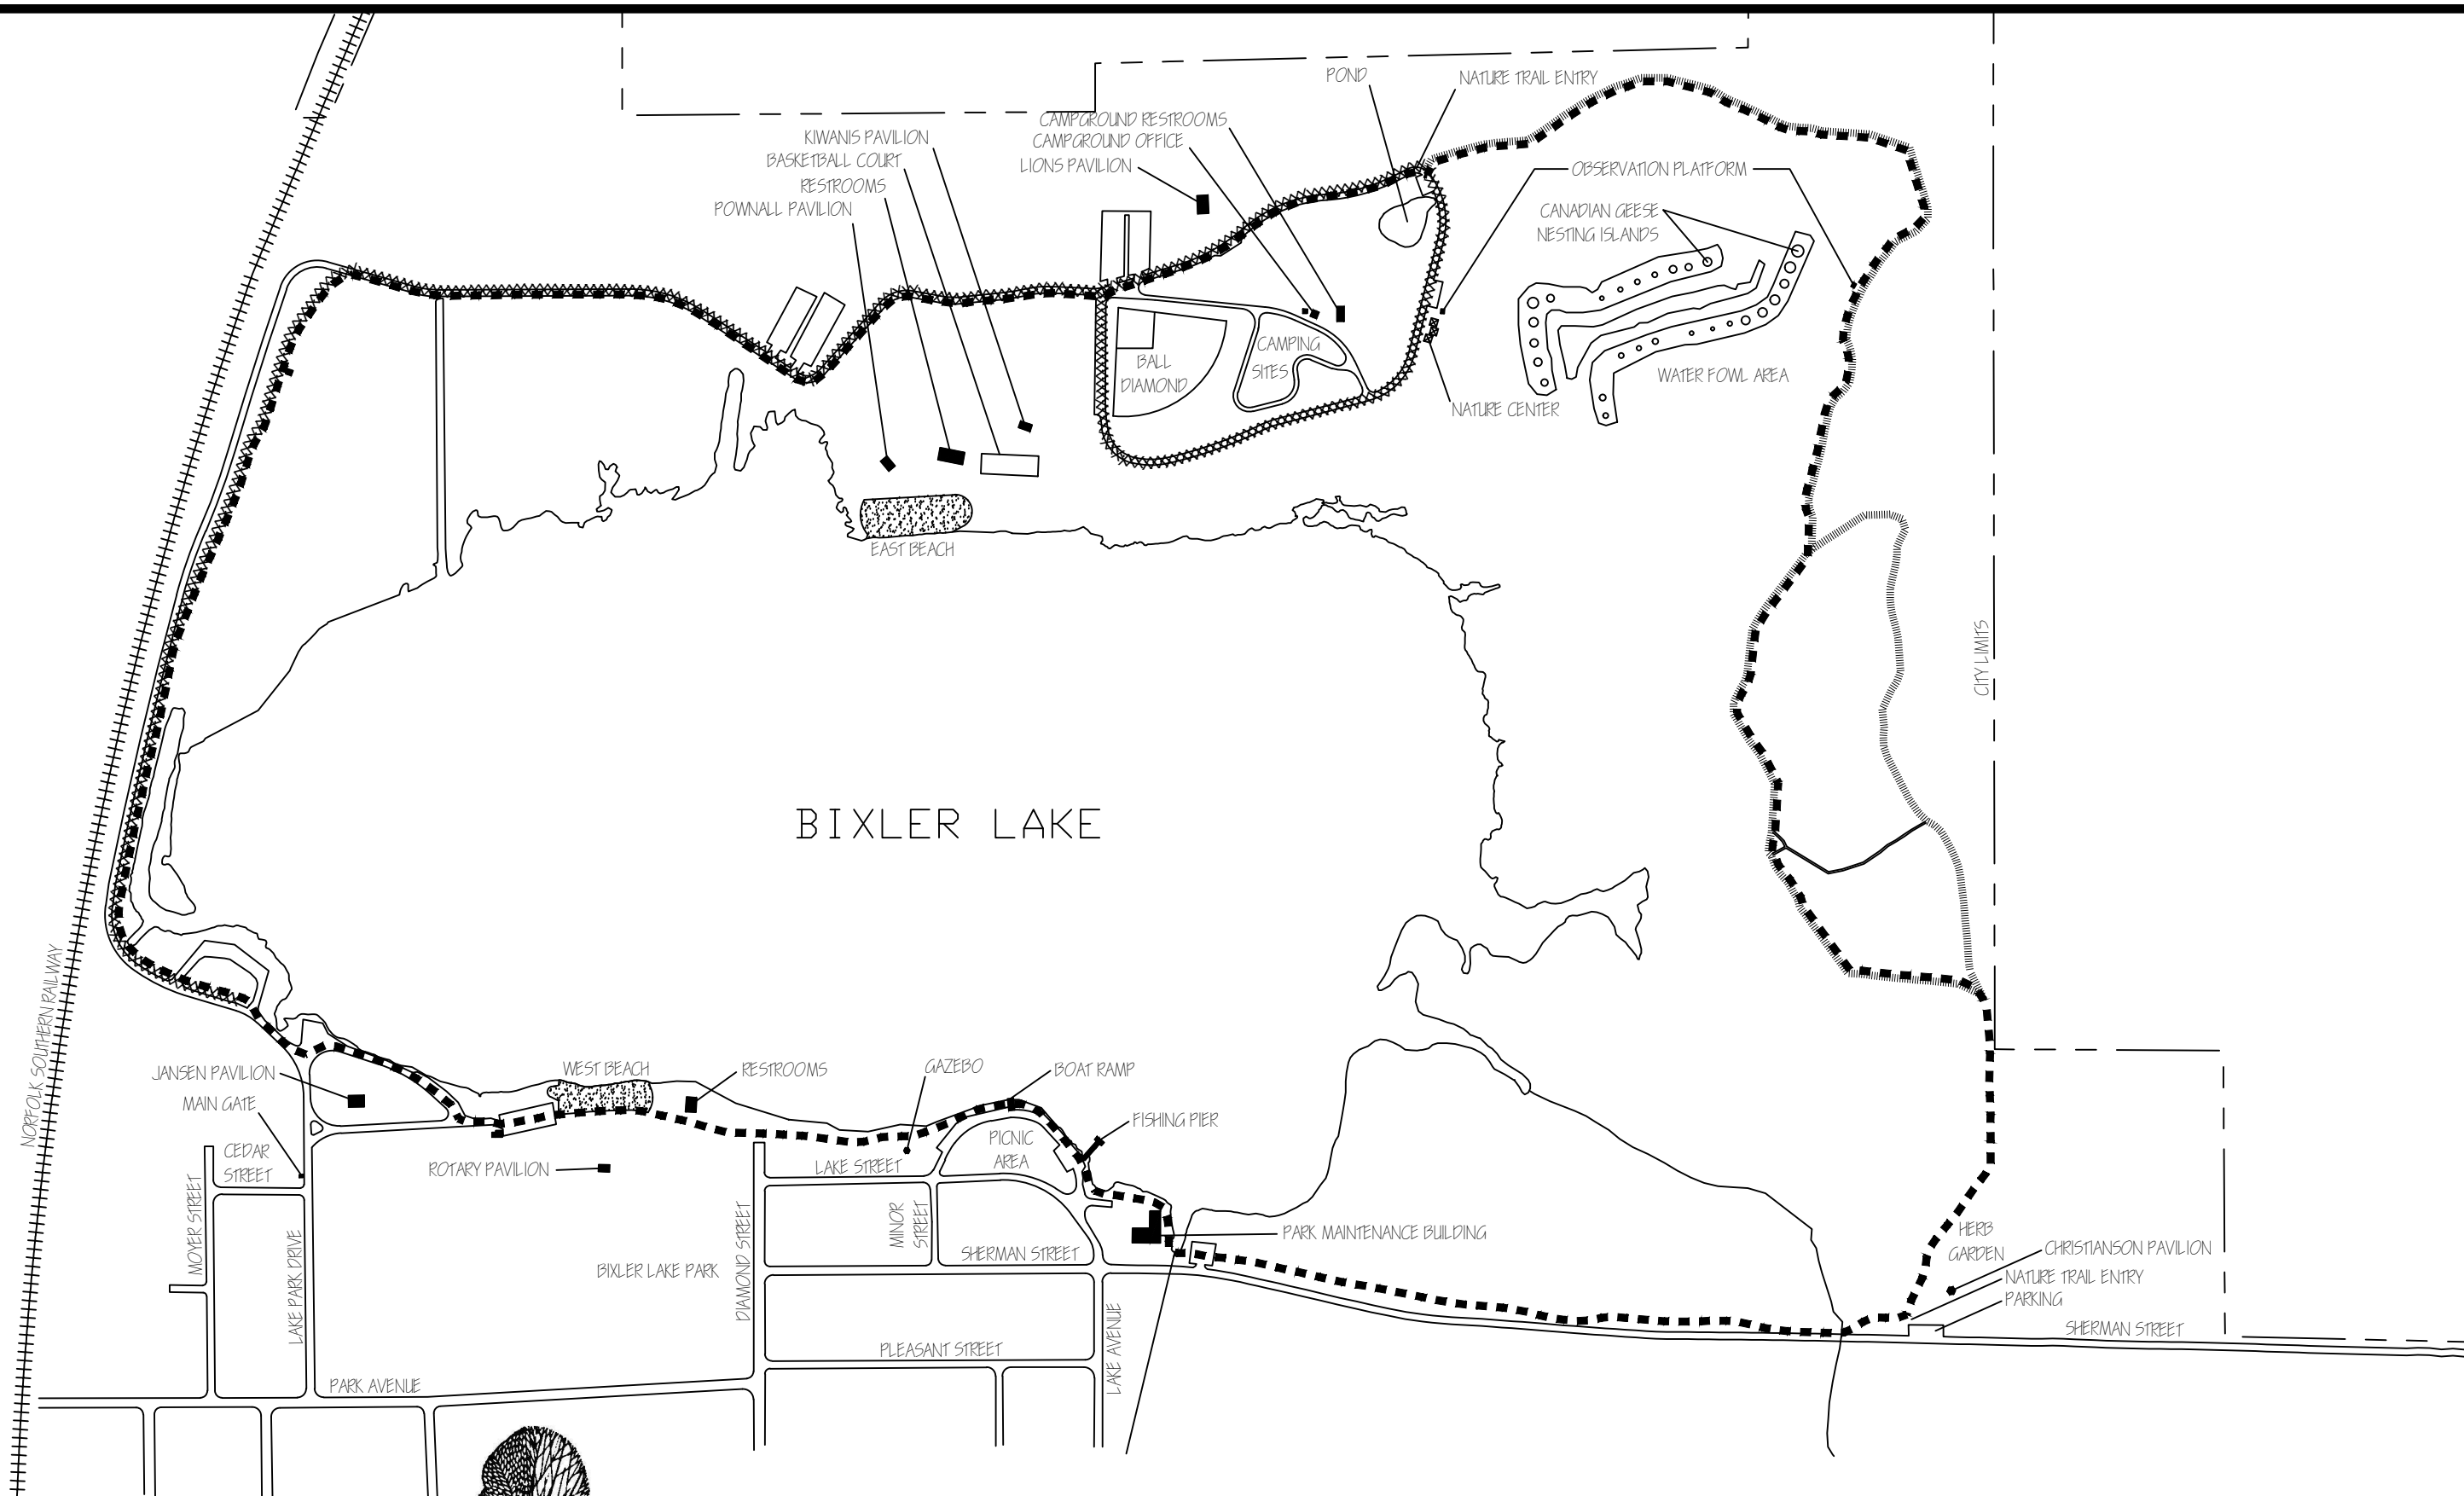 POND
NATURE TRAIL ENTRY
CAMPGROUND RESTROOMS
CAMPGROUND OFFICE
LIONS PAVILION
KIWANIS PAVILION
BASKETBALL COURT
RESTROOMS
POWNALL PAVILION
OBSERVATION PLATFORM
CANADIAN GEESE
NESTING ISLANDS
WATER FOWL AREA
NATURE CENTER
CAMPING
SITES
BALL
DIAMOND
EAST BEACH
CITY LIMITS
BIXLER LAKE
NORFOLK SOUTHERN RAILWAY
JANSEN PAVILION
MAIN GATE
CEDAR
STREET
MOYER STREET
LAKE PARK DRIVE
PARK AVENUE
WEST BEACH
RESTROOMS
ROTARY PAVILION
BIXLER LAKE PARK
DIAMOND STREET
GAZEBO
BOAT RAMP
FISHING PIER
PICNIC
AREA
LAKE STREET
MINOR
STREET
SHERMAN STREET
PLEASANT STREET
LAKE AVENUE
PARK MAINTENANCE BUILDING
HERB
GARDEN
CHRISTIANSON PAVILION
NATURE TRAIL ENTRY
PARKING
SHERMAN STREET